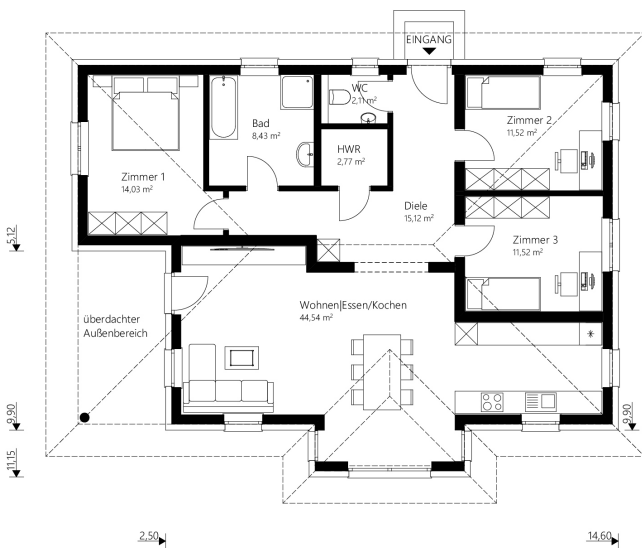 EINGANG
WC
2,11 m²
Bad
8,43 m²
Zimmer 2
11,52 m²
HWR
2,77 m²
Zimmer 1
14,03 m²
Diele
15,12 m²
Zimmer 3
11,52 m²
5,12
Wohnen|Essen/Kochen
44,54 m²
überdachter
Außenbereich
9,90
9,90
11,15
2,50
14,60